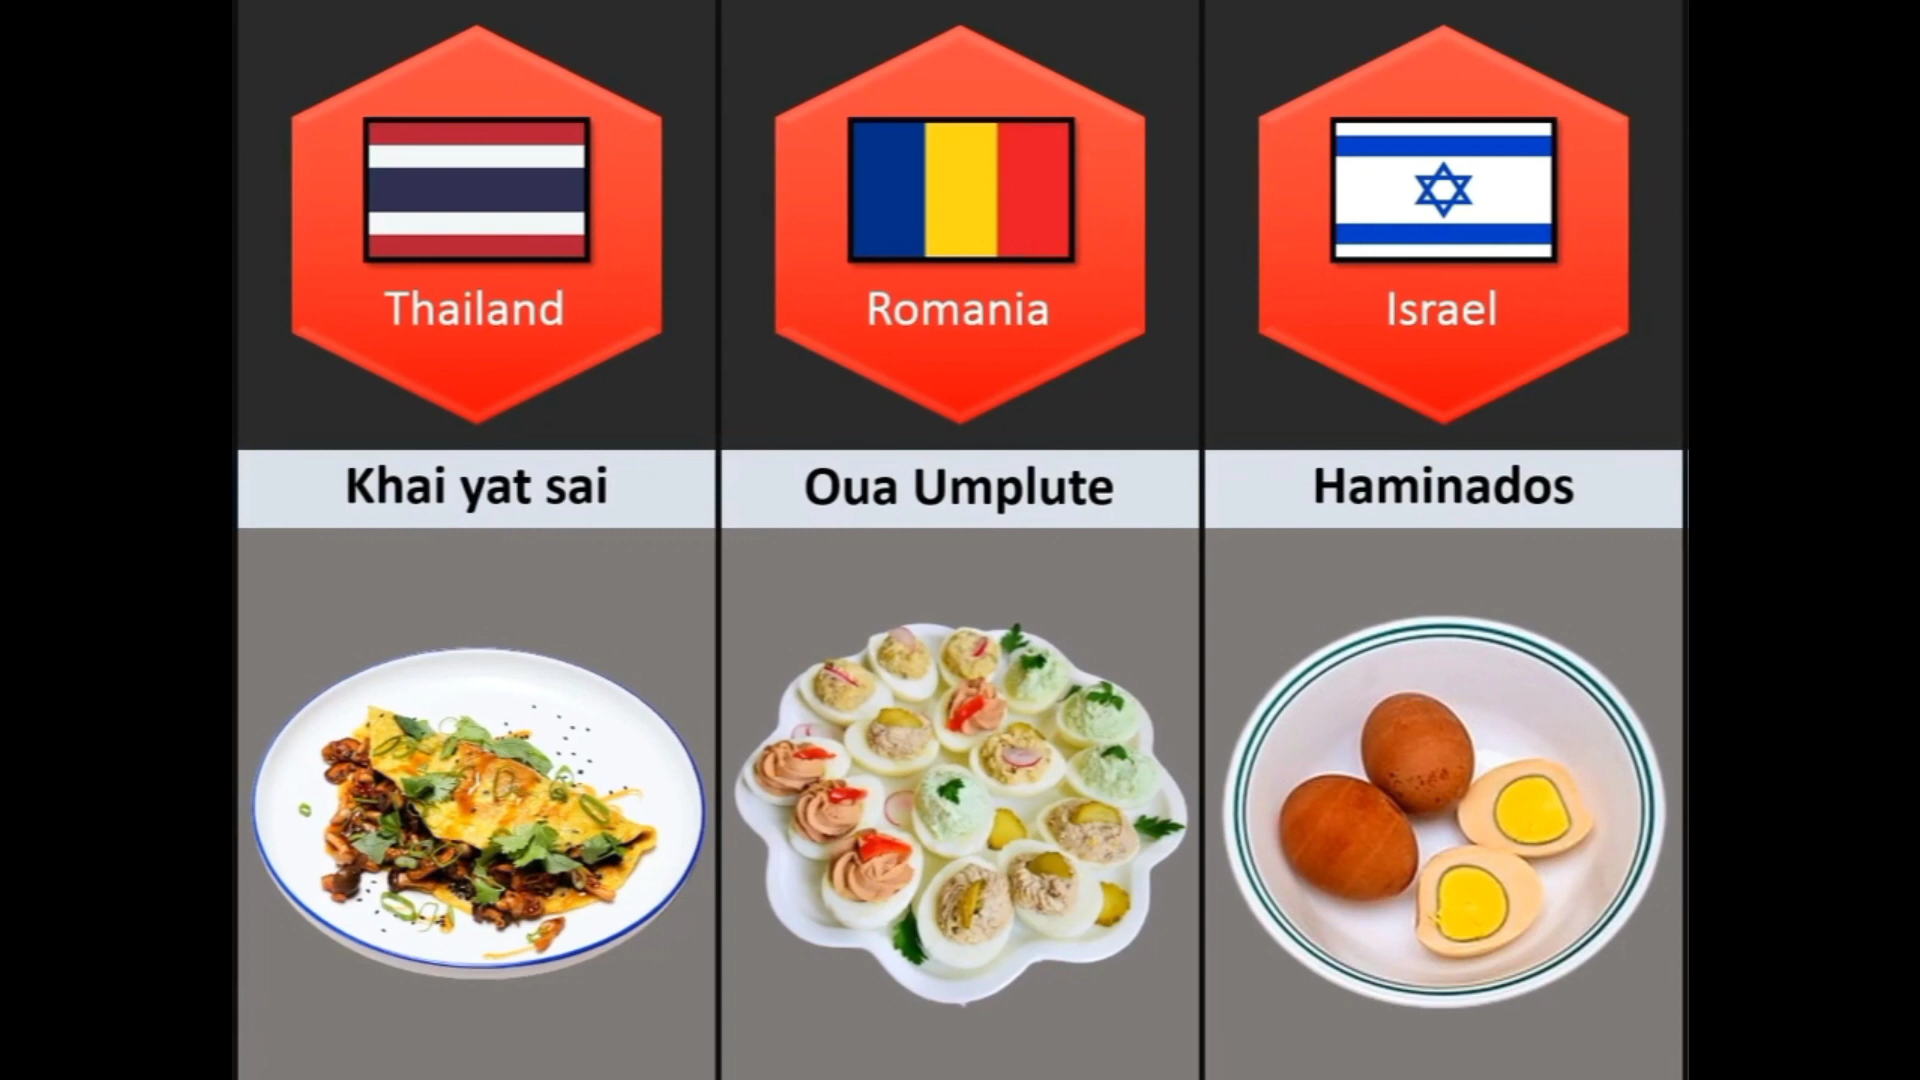 Thailand
Romania
Israel
Khai yat sai
Oua Umplute
Haminados